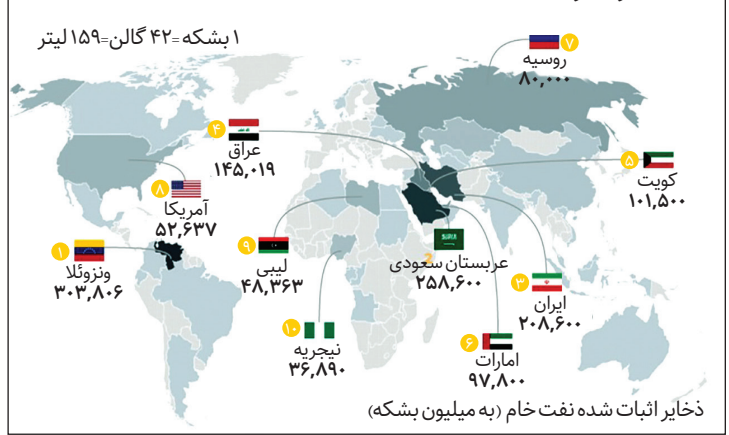 ۱ بشکه =۴۲ گالن=۱۵۹ لیتر
۷
روسیه
۸۰,۰۰۰
۴
عراق
۱۴۵,۰۱۹
۵
کویت
۱۰۱,۵۰۰
۸
آمریکا
۵۲,۶۳۷
۱
ونزوئلا
۳۰۳,۸۰۶
۹
لیبی
۴۸,۳۶۳
2
عربستان سعودی
۲۵۸,۶۰۰
۳
ایران
۲۰۸,۶۰۰
۱۰
نیجریه
۳۶,۸۹۰
۶
امارات
۹۷,۸۰۰
ذخایر اثبات شده نفت خام (به میلیون بشکه)